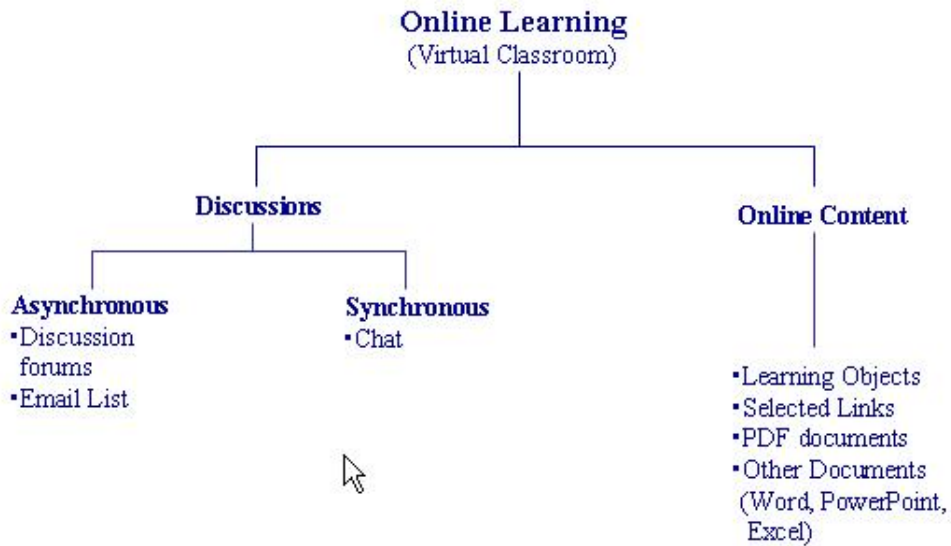 Online Learning
(Virtual Classroom)
Discussions
Online Content
Asynchronous
▪Discussion
forums
▪Email List
Synchronous
▪Chat
▪Learning Objects
▪Selected Links
▪PDF documents
▪Other Documents
(Word, PowerPoint,
Excel)